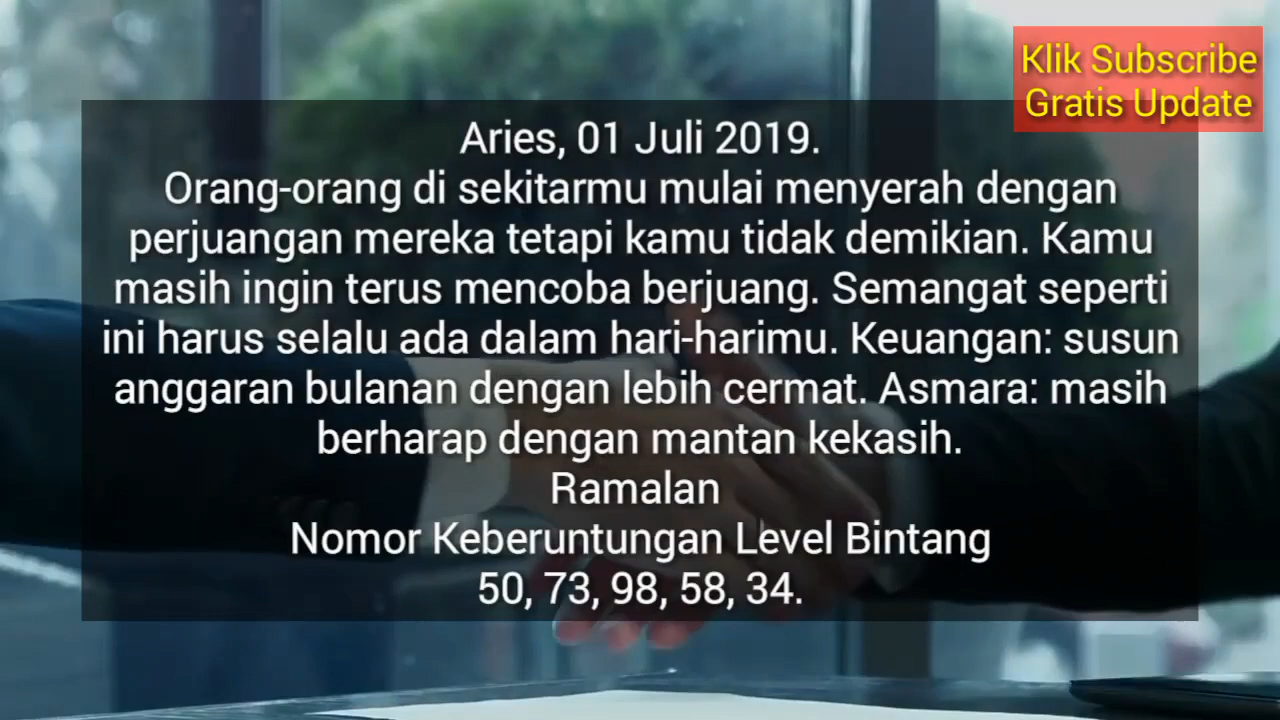 Klik Subscribe
Gratis Update
Aries, 01 Juli 2019.
Orang-orang di sekitarmu mulai menyerah dengan
perjuangan mereka tetapi kamu tidak demikian. Kamu
masih ingin terus mencoba berjuang. Semangat seperti
ini harus selalu ada dalam hari-harimu. Keuangan: susun
anggaran bulanan dengan lebih cermat. Asmara: masih
berharap dengan mantan kekasih.
Ramalan
Nomor Keberuntungan Level Bintang
50, 73, 98, 58, 34.